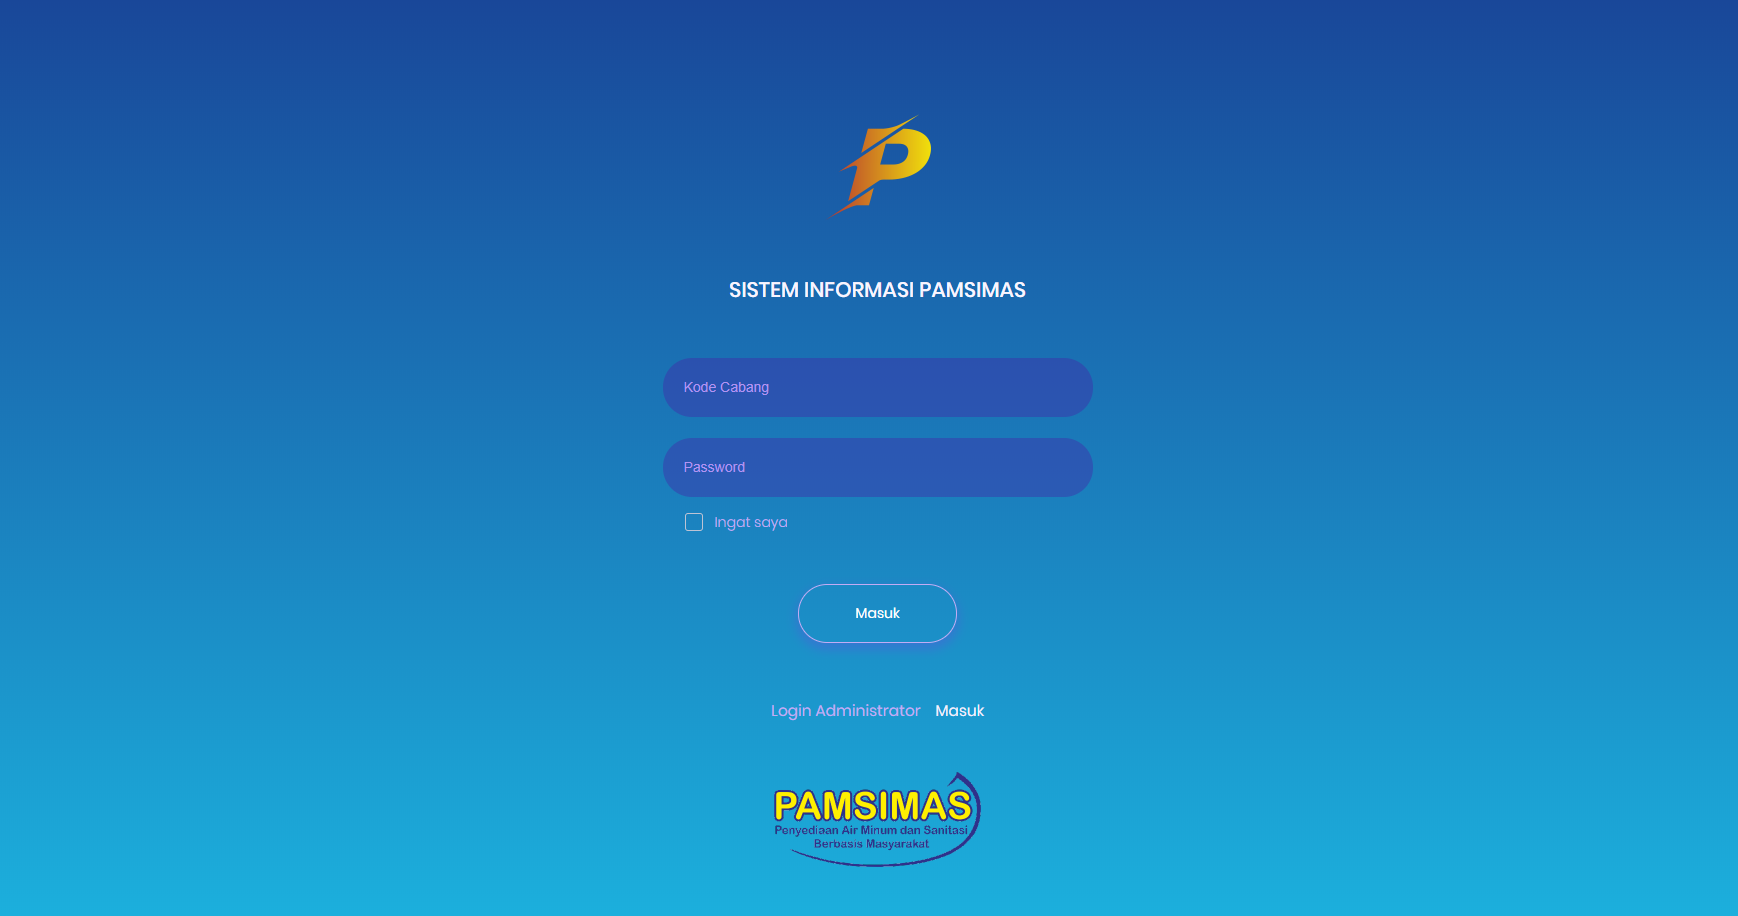 SISTEM INFORMASI PAMSIMAS
Kode Cabang
Password
Ingat saya
Masuk
Login Administrator Masuk
PAMSIMAS
Penyediaan Air Minum dan Sanitasi
Berbasis Masyarakat